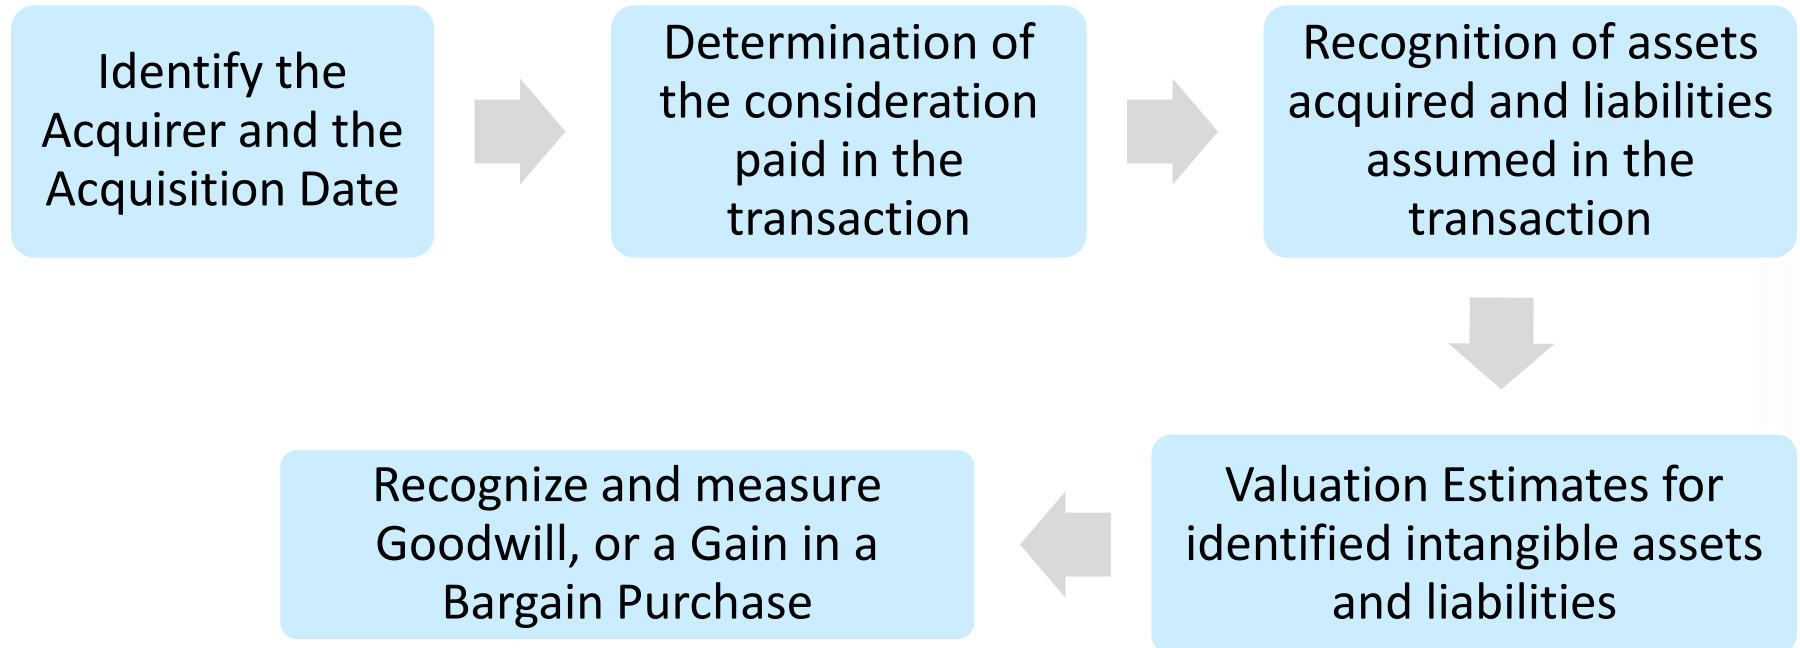 Identify the
Acquirer and the
Acquisition Date
Determination of
the consideration
paid in the
transaction
Recognition of assets
acquired and liabilities
assumed in the
transaction
Valuation Estimates for
identified intangible assets
and liabilities
Recognize and measure
Goodwill, or a Gain in a
Bargain Purchase